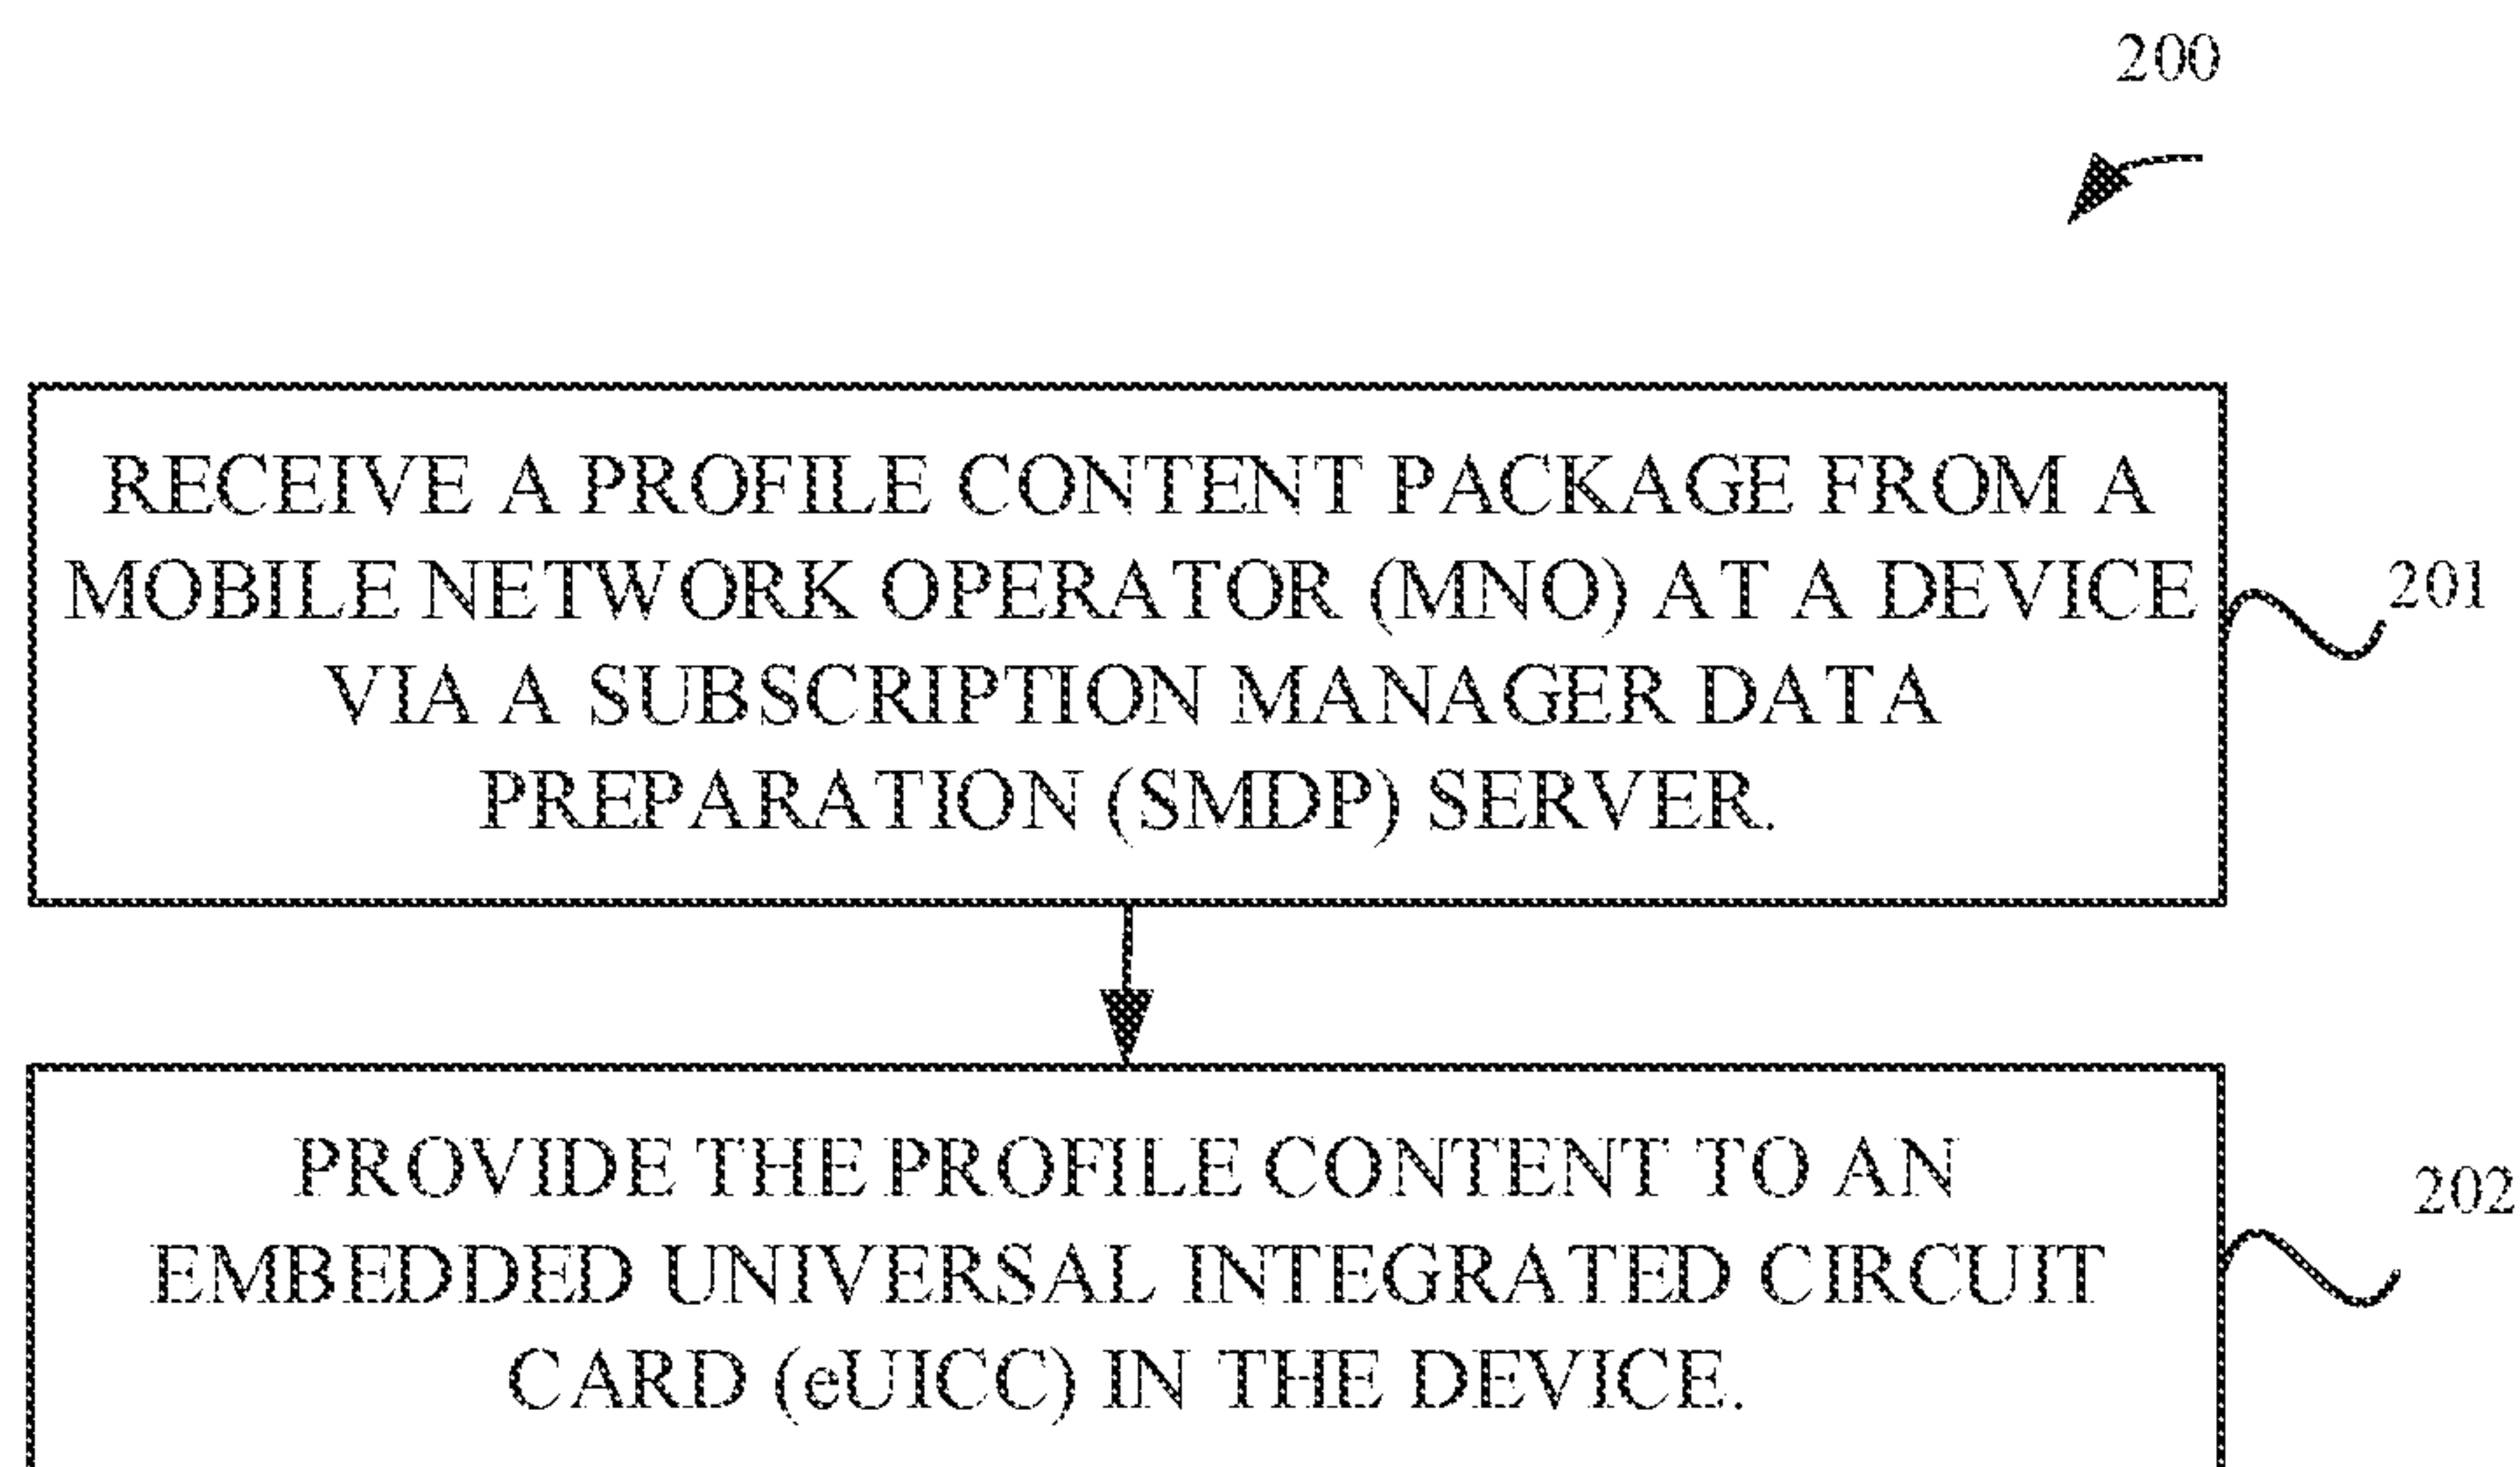 200
RECEIVE A PROFILE CONTENT PACKAGE FROM A
MOBILE NETWORK OPERATOR (MNO) AT A DEVICE
VIA A SUBSCRIPTION MANAGER DATA
PREPARATION (SMDP) SERVER.
201
PROVIDE THE PROFILE CONTENT TO AN
EMBEDDED UNIVERSAL INTEGRATED CIRCUIT
CARD (eUICC) IN THE DEVICE.
202